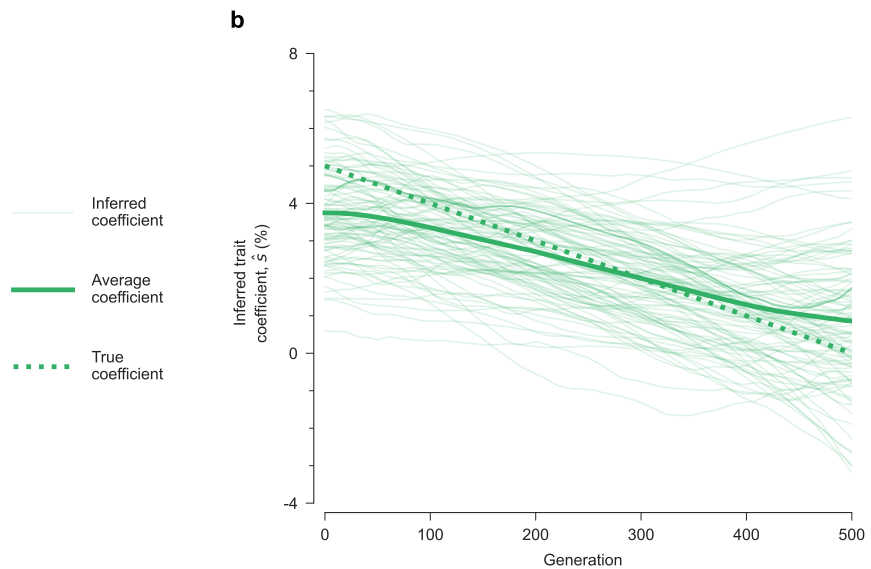 b
Inferred
coefficient
Average
coefficient
True
coefficient
Inferred trait
coefficient, ŝ (%)
8
4
0
-4
0 100 200 300 400 500
Generation